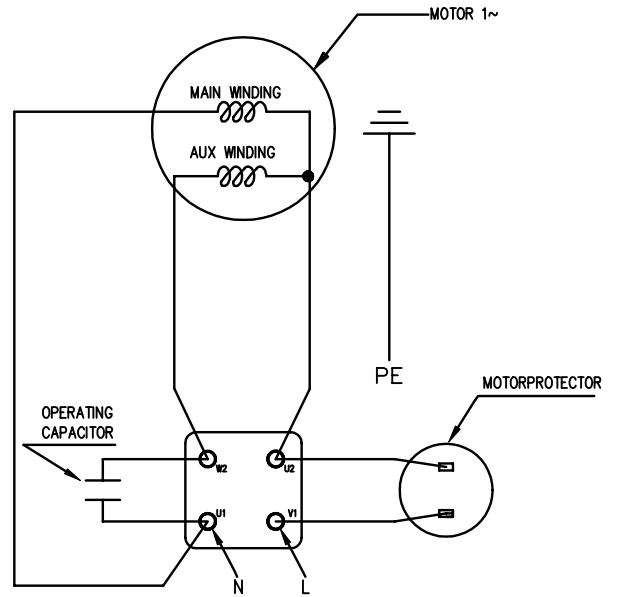 MOTOR 1~
MAIN WINDING
AUX WINDING
PE
MOTORPROTECTOR
OPERATING
CAPACITOR
W2
U2
U1
V1
N
L